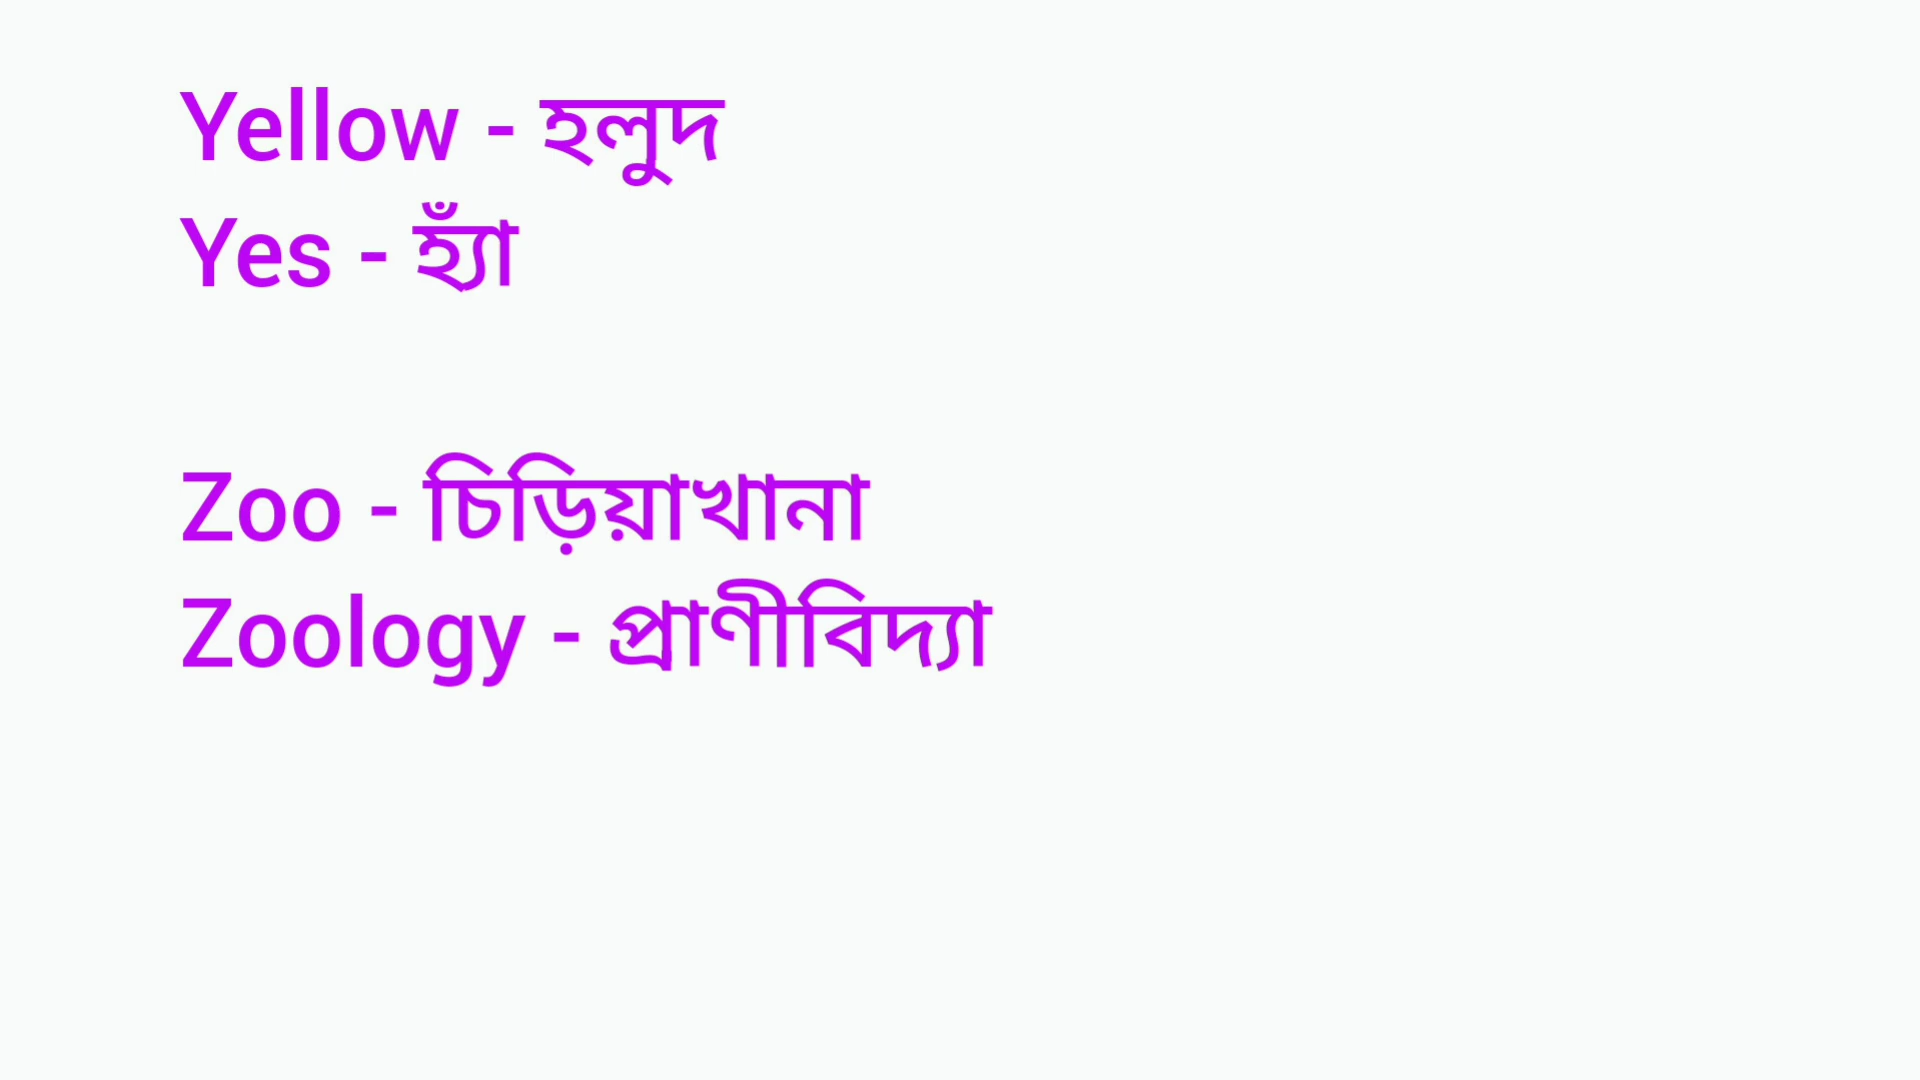 Yellow - হলুদ
Yes - হ্যাঁ
Zoo - চিড়িয়াখানা
Zoology - প্রাণীবিদ্যা